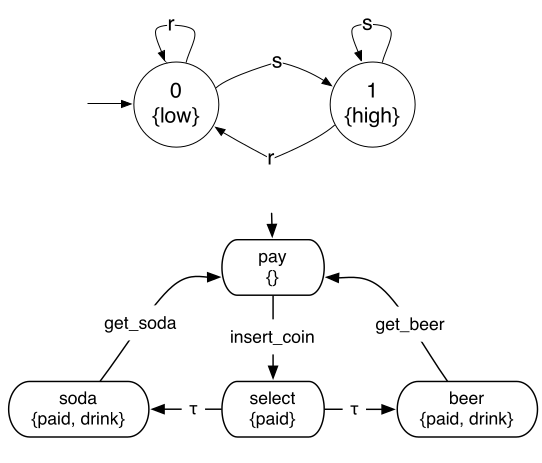 r
s
0
{low}
s
1
{high}
r
pay
{}
get_soda
insert_coin
get_beer
soda
{paid, drink}
τ
select
{paid}
τ
beer
{paid, drink}